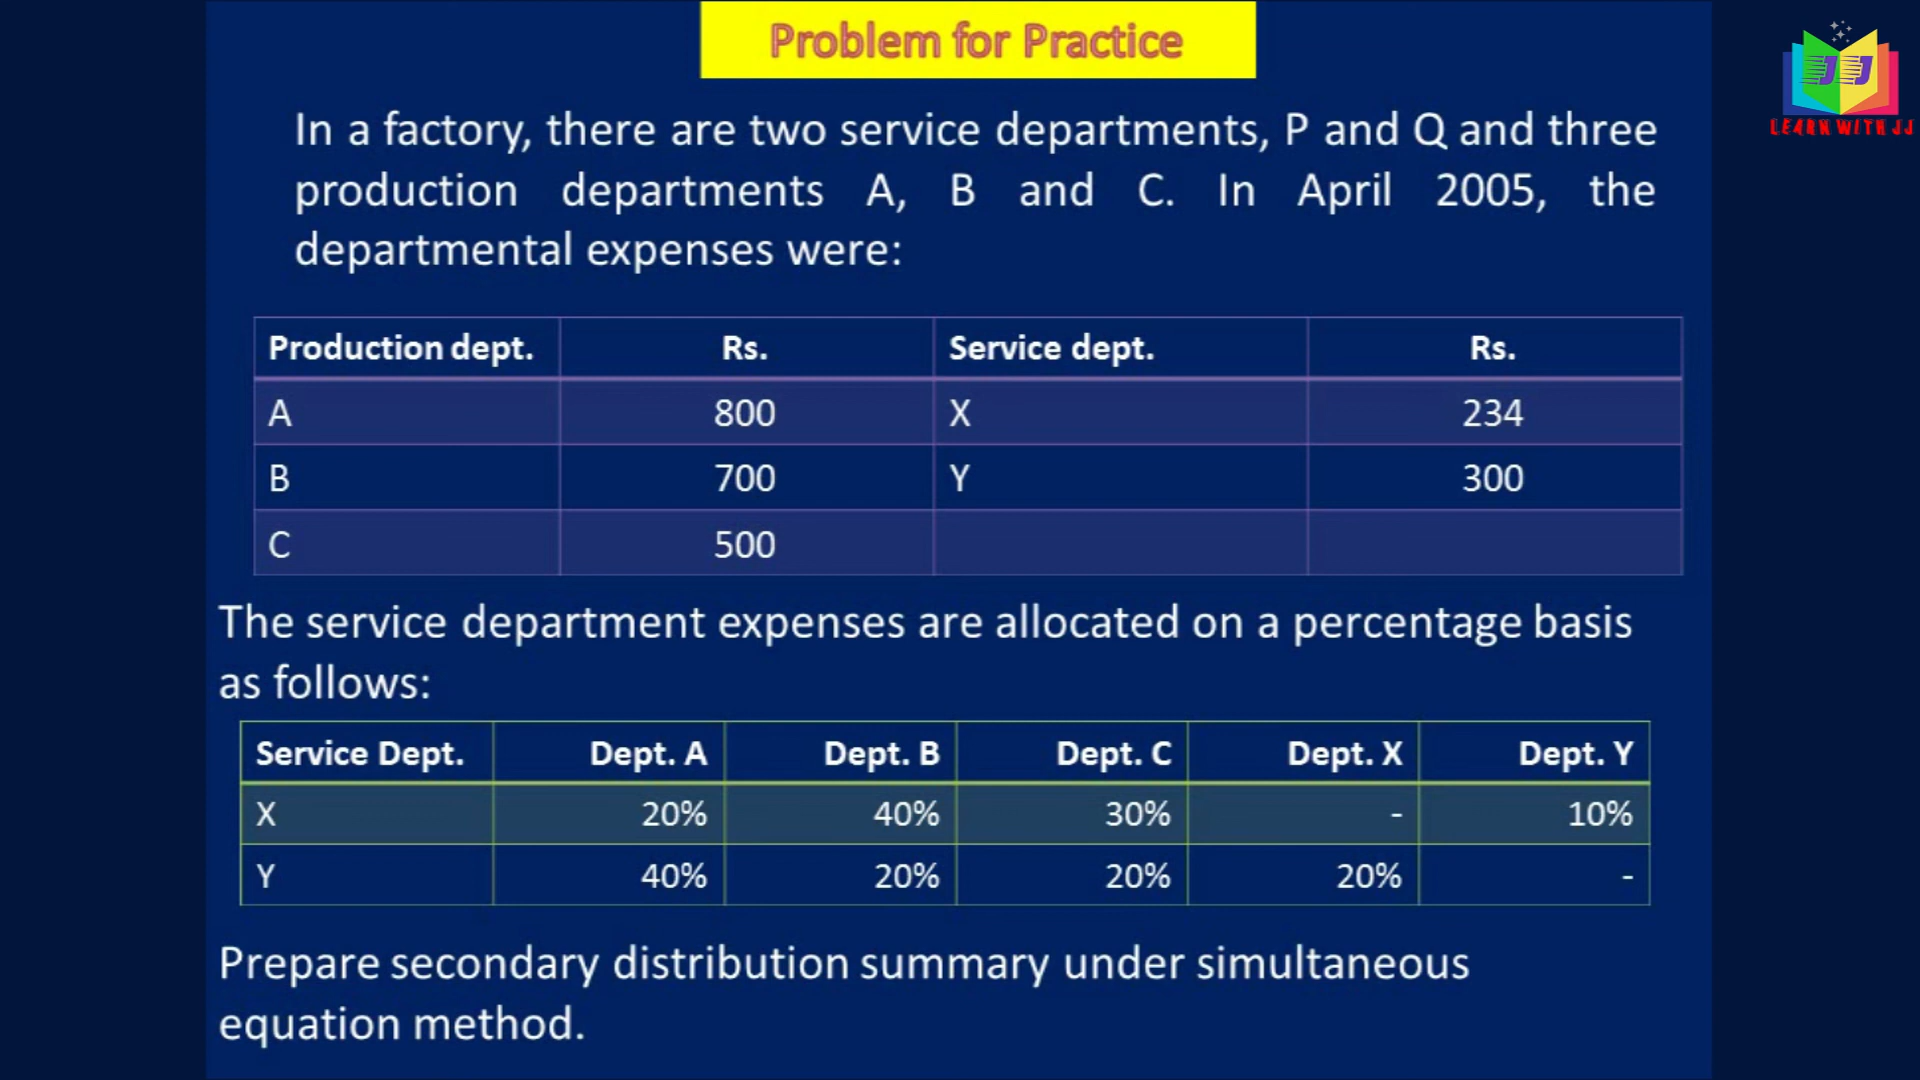 Problem for Practice
LEARN WITH JJ
In a factory, there are two service departments, P and Q and three
production departments A, B and C. In April 2005, the
departmental expenses were:
Production dept. Rs. Service dept. Rs.
A 800 X 234
B 700 Y 300
C 500
The service department expenses are allocated on a percentage basis
as follows:
Service Dept. Dept. A Dept. B Dept. C Dept. X Dept. Y
X 20% 40% 30% - 10%
Y 40% 20% 20% 20% -
Prepare secondary distribution summary under simultaneous
equation method.